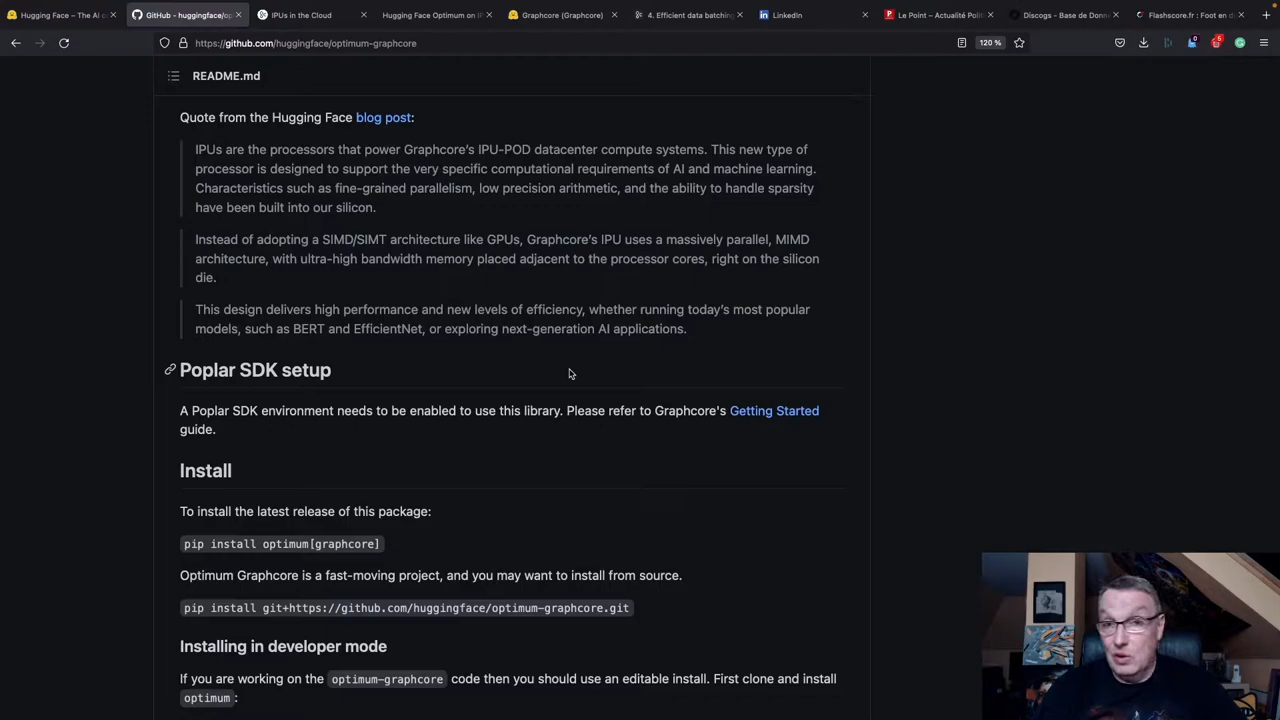 Hugging Face – The AI c
GitHub - huggingface/op
IPUs in the Cloud
Hugging Face Optimum on IP
Graphcore (Graphcore)
4. Efficient data batching
LinkedIn
Le Point – Actualité Polit
Discogs - Base de Donn
Flashscore.fr : Foot en d
https://github.com/huggingface/optimum-graphcore
120 %
README.md
Quote from the Hugging Face blog post:
IPUs are the processors that power Graphcore’s IPU-POD datacenter compute systems. This new type of
processor is designed to support the very specific computational requirements of AI and machine learning.
Characteristics such as fine-grained parallelism, low precision arithmetic, and the ability to handle sparsity
have been built into our silicon.
Instead of adopting a SIMD/SIMT architecture like GPUs, Graphcore’s IPU uses a massively parallel, MIMD
architecture, with ultra-high bandwidth memory placed adjacent to the processor cores, right on the silicon
die.
This design delivers high performance and new levels of efficiency, whether running today’s most popular
models, such as BERT and EfficientNet, or exploring next-generation AI applications.
Poplar SDK setup
A Poplar SDK environment needs to be enabled to use this library. Please refer to Graphcore's Getting Started
guide.
Install
To install the latest release of this package:
pip install optimum[graphcore]
Optimum Graphcore is a fast-moving project, and you may want to install from source.
pip install git+https://github.com/huggingface/optimum-graphcore.git
Installing in developer mode
If you are working on the optimum-graphcore code then you should use an editable install. First clone and install
optimum :